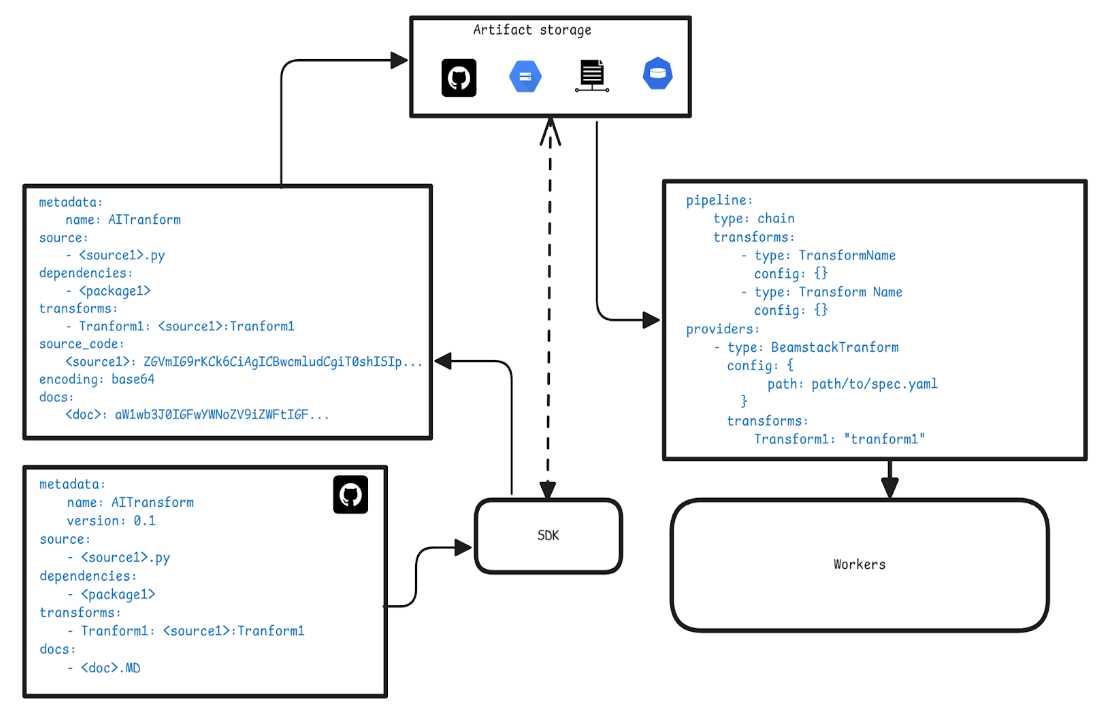 Artifact storage
metadata:
name: AITranform
source:
- <source1>.py
dependencies:
- <package1>
transforms:
- Tranform1: <source1>:Tranform1
source_code:
<source1>: ZGVmIG9rKCk6CiAgICBwcmludCgiT0shISIp...
encoding: base64
docs:
<doc>: aW1wb3J0IGFwYWNoZV9iZWFtIGF...
pipeline:
type: chain
transforms:
- type: TransformName
config: {}
- type: Transform Name
config: {}
providers:
- type: BeamstackTranform
config: {
path: path/to/spec.yaml
}
transforms:
Transform1: "tranform1"
metadata:
name: AITransform
version: 0.1
source:
- <source1>.py
dependencies:
- <package1>
transforms:
- Tranform1: <source1>:Tranform1
docs:
- <doc>.MD
SDK
Workers